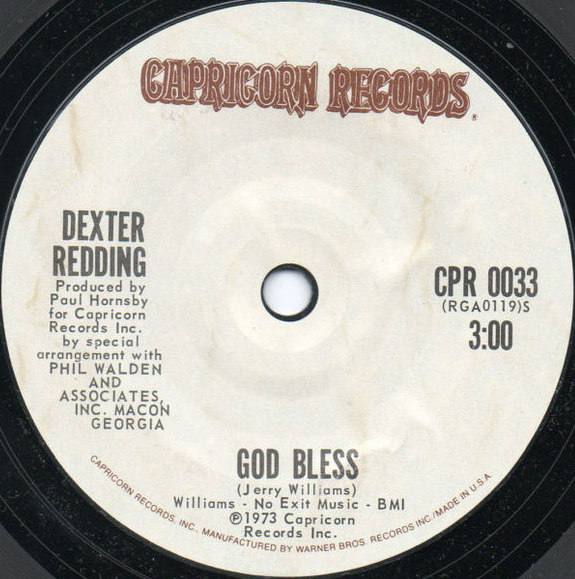 CAPRICORN RECORDS
®
DEXTER
REDDING
Produced by
Paul Hornsby
for Capricorn
Records Inc.
by special
arrangement with
PHIL WALDEN
AND
ASSOCIATES,
INC. MACON
GEORGIA
CPR 0033
(RGA0119)S
3:00
GOD BLESS
(Jerry Williams)
Williams - No Exit Music - BMI
℗1973 Capricorn
Records Inc.
CAPRICORN RECORDS, INC., MANUFACTURED BY WARNER BROS. RECORDS INC./MADE IN U.S.A.